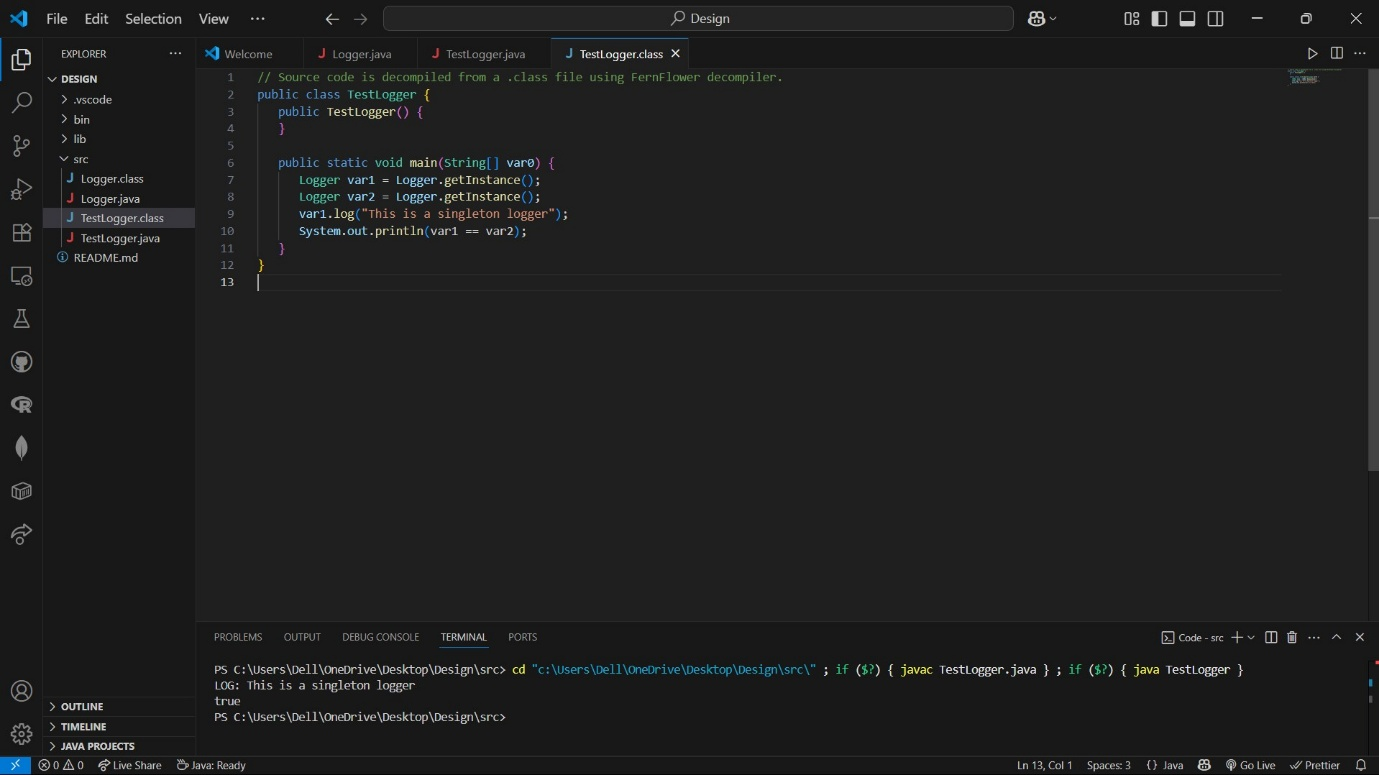 File Edit Selection View ··· Design
EXPLORER ···
DESIGN
.vscode
bin
lib
src
Logger.class
Logger.java
TestLogger.class
TestLogger.java
README.md
OUTLINE
TIMELINE
JAVA PROJECTS
Welcome Logger.java TestLogger.java TestLogger.class
1 // Source code is decompiled from a .class file using FernFlower decompiler.
2 public class TestLogger {
3 public TestLogger() {
4 }
5
6 public static void main(String[] var0) {
7 Logger var1 = Logger.getInstance();
8 Logger var2 = Logger.getInstance();
9 var1.log("This is a singleton logger");
10 System.out.println(var1 == var2);
11 }
12 }
13
PROBLEMS OUTPUT DEBUG CONSOLE TERMINAL PORTS Code - src
PS C:\Users\Dell\OneDrive\Desktop\Design\src> cd "c:\Users\Dell\OneDrive\Desktop\Design\src\" ; if ($?) { javac TestLogger.java } ; if ($?) { java TestLogger }
LOG: This is a singleton logger
true
PS C:\Users\Dell\OneDrive\Desktop\Design\src>
0 0 Live Share Java: Ready Ln 13, Col 1 Spaces: 3 {} Java Go Live Prettier